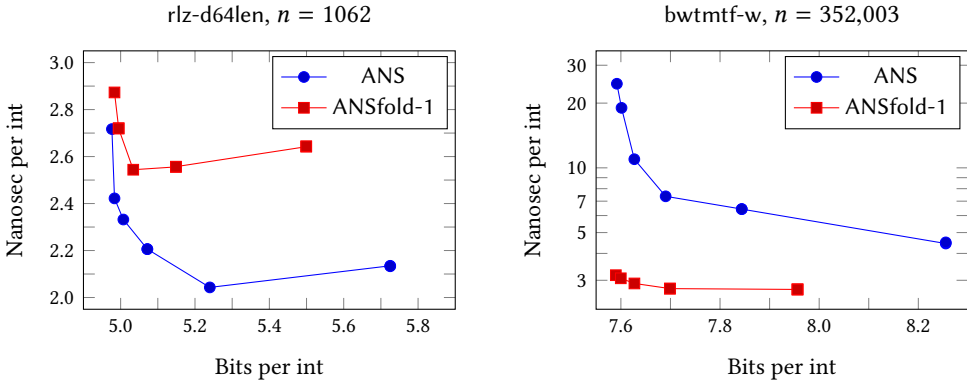 rlz-d64len, n = 1062
3.0
2.8
2.6
2.4
2.2
2.0
Nanosec per int
ANS
ANSfold-1
5.0 5.2 5.4 5.6 5.8
Bits per int
bwtmtf-w, n = 352,003
30
20
10
7
5
3
Nanosec per int
ANS
ANSfold-1
7.6 7.8 8.0 8.2
Bits per int